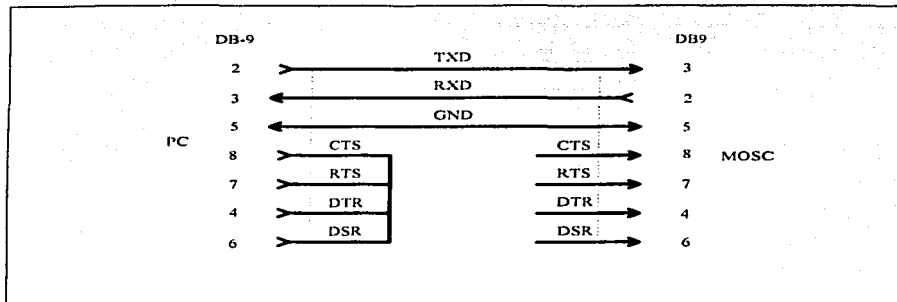 DB-9 DB9
2 TXD 3
3 RXD 2
5 GND 5
PC MOSC
8 CTS CTS 8
7 RTS RTS 7
4 DTR DTR 4
6 DSR DSR 6